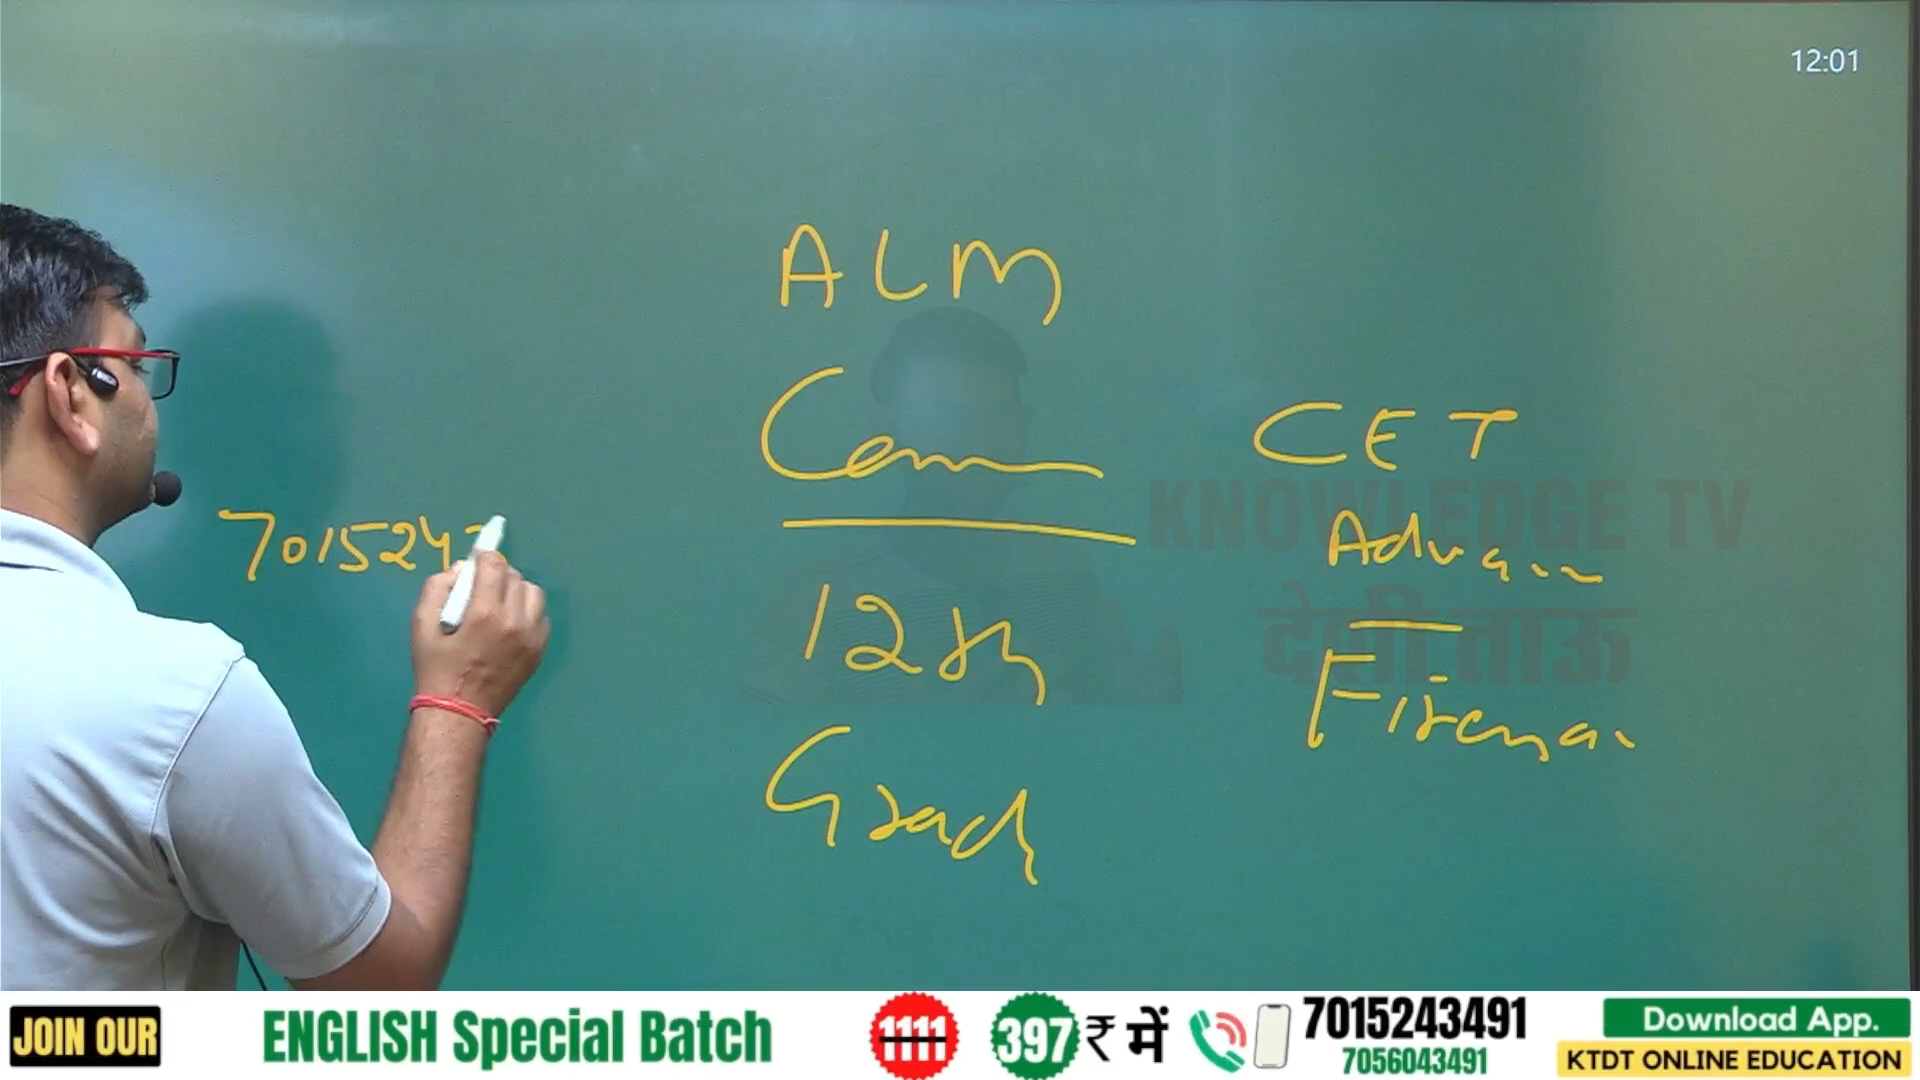 12:01
ALM
CET
KNOWLEDGE TV
701524
Adva
देसी ताऊ
12th
Firema
Grad
JOIN OUR
ENGLISH Special Batch
1111
397 ₹ में
7015243491
7056043491
Download App.
KTDT ONLINE EDUCATION